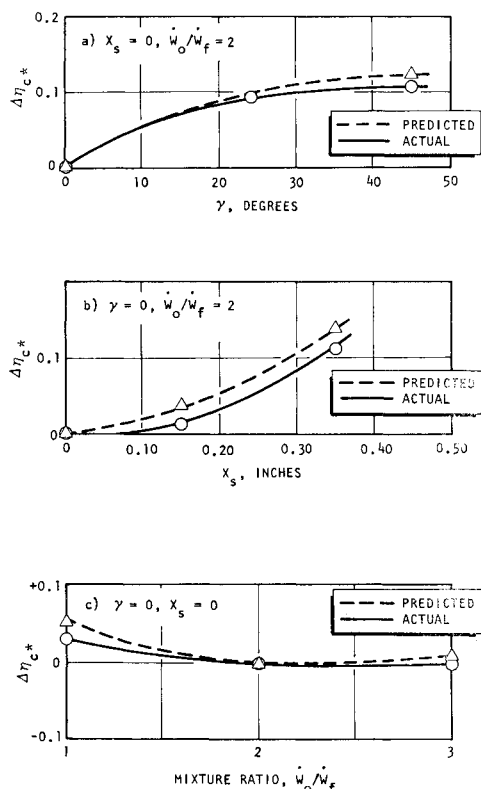 0.2
a) X_s = 0, Ẇ_o/Ẇ_f = 2
Δη_c*
0.1
0
PREDICTED
ACTUAL
0 10 20 30 40 50
γ, DEGREES
b) γ = 0, Ẇ_o/Ẇ_f = 2
Δη_c*
0.1
0
PREDICTED
ACTUAL
0 0.10 0.20 0.30 0.40 0.50
X_s, INCHES
+0.1
c) γ = 0, X_s = 0
Δη_c*
0
-0.1
PREDICTED
ACTUAL
1 2 3
MIXTURE RATIO, Ẇ_o/Ẇ_f